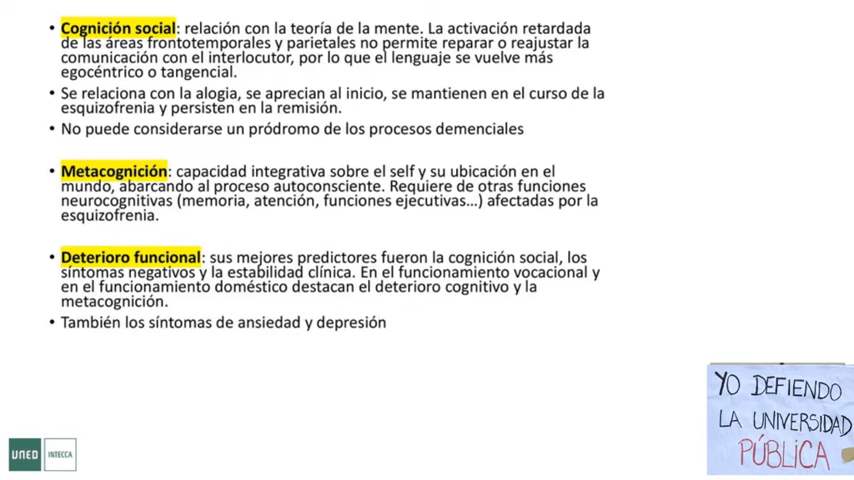 • Cognición social: relación con la teoría de la mente. La activación retardada
de las áreas frontotemporales y parietales no permite reparar o reajustar la
comunicación con el interlocutor, por lo que el lenguaje se vuelve más
egocéntrico o tangencial.
• Se relaciona con la alogia, se aprecian al inicio, se mantienen en el curso de la
esquizofrenia y persisten en la remisión.
• No puede considerarse un pródromo de los procesos demenciales
• Metacognición: capacidad integrativa sobre el self y su ubicación en el
mundo, abarcando al proceso autoconsciente. Requiere de otras funciones
neurocognitivas (memoria, atención, funciones ejecutivas...) afectadas por la
esquizofrenia.
• Deterioro funcional: sus mejores predictores fueron la cognición social, los
síntomas negativos y la estabilidad clínica. En el funcionamiento vocacional y
en el funcionamiento doméstico destacan el deterioro cognitivo y la
metacognición.
• También los síntomas de ansiedad y depresión
YO DEFIENDO
LA UNIVERSIDAD
PÚBLICA
UNED INTECCA